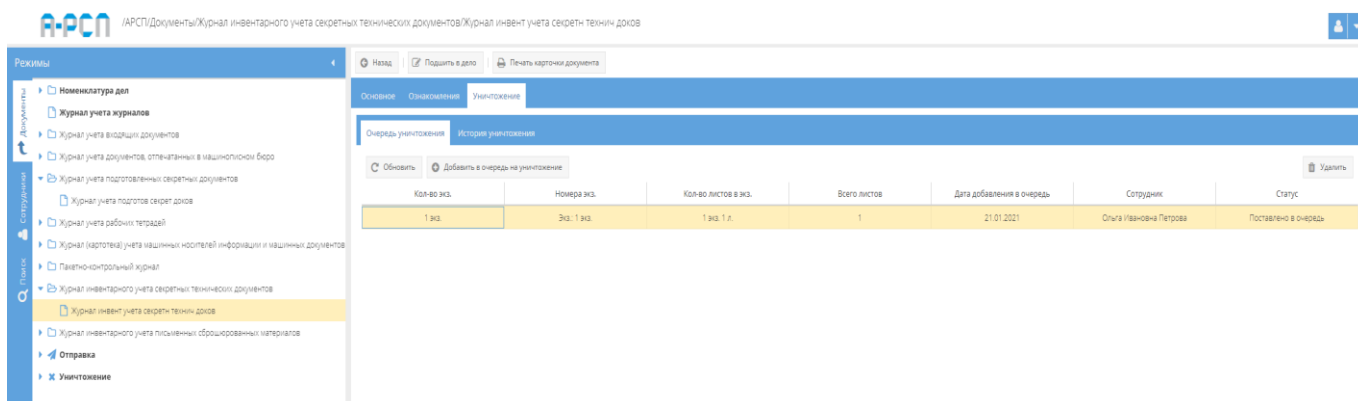 А-РСП /АРСП/Документы/Журнал инвентарного учета секретных технических документов/Журнал инвент учета секретн технич доков
Режимы
Назад Подшить в дело Печать карточки документа
Документы
Сотрудники
Поиск
Номенклатура дел
Журнал учета журналов
Журнал учета входящих документов
Журнал учета документов, отпечатанных в машинописном бюро
Журнал учета подготовленных секретных документов
Журнал учета подготов секрет доков
Журнал учета рабочих тетрадей
Журнал (картотека) учета машинных носителей информации и машинных документов
Пакетно-контрольный журнал
Журнал инвентарного учета секретных технических документов
Журнал инвент учета секретн технич доков
Журнал инвентарного учета письменных сброшюрованных материалов
Отправка
Уничтожение
Основное Ознакомления Уничтожение
Очередь уничтожения История уничтожения
Обновить Добавить в очередь на уничтожение Удалить
Кол-во экз. Номера экз. Кол-во листов в экз. Всего листов Дата добавления в очередь Сотрудник Статус
1 экз. Экз.: 1 экз. 1 экз. 1 л. 1 21.01.2021 Ольга Ивановна Петрова Поставлено в очередь